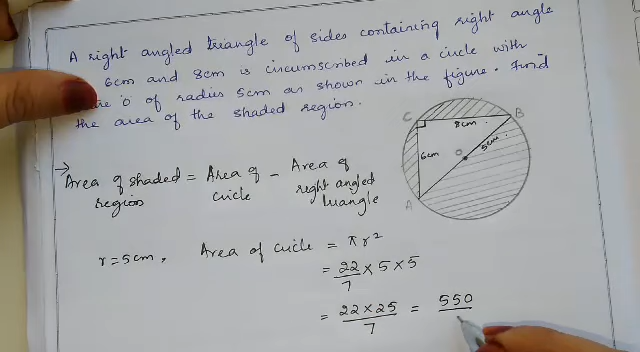 A right angled triangle of sides containing right angle
6cm and 8cm is circumscribed in a circle with
'O' of radius 5cm as shown in the figure. Find
the area of the shaded region.
C
B
8cm
5cm
6cm
O
A
→ Area of shaded region = Area of circle - Area of right angled triangle
r = 5cm, Area of circle = πr²
= 22/7 × 5 × 5
= 22 × 25 / 7 = 550